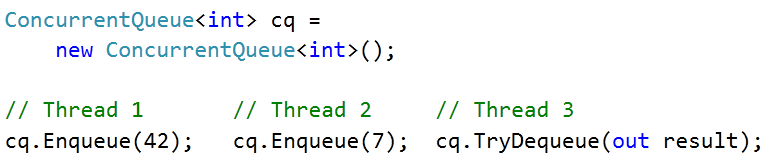 ConcurrentQueue<int> cq =
    new ConcurrentQueue<int>();
// Thread 1      // Thread 2     // Thread 3
cq.Enqueue(42);   cq.Enqueue(7);  cq.TryDequeue(out result);